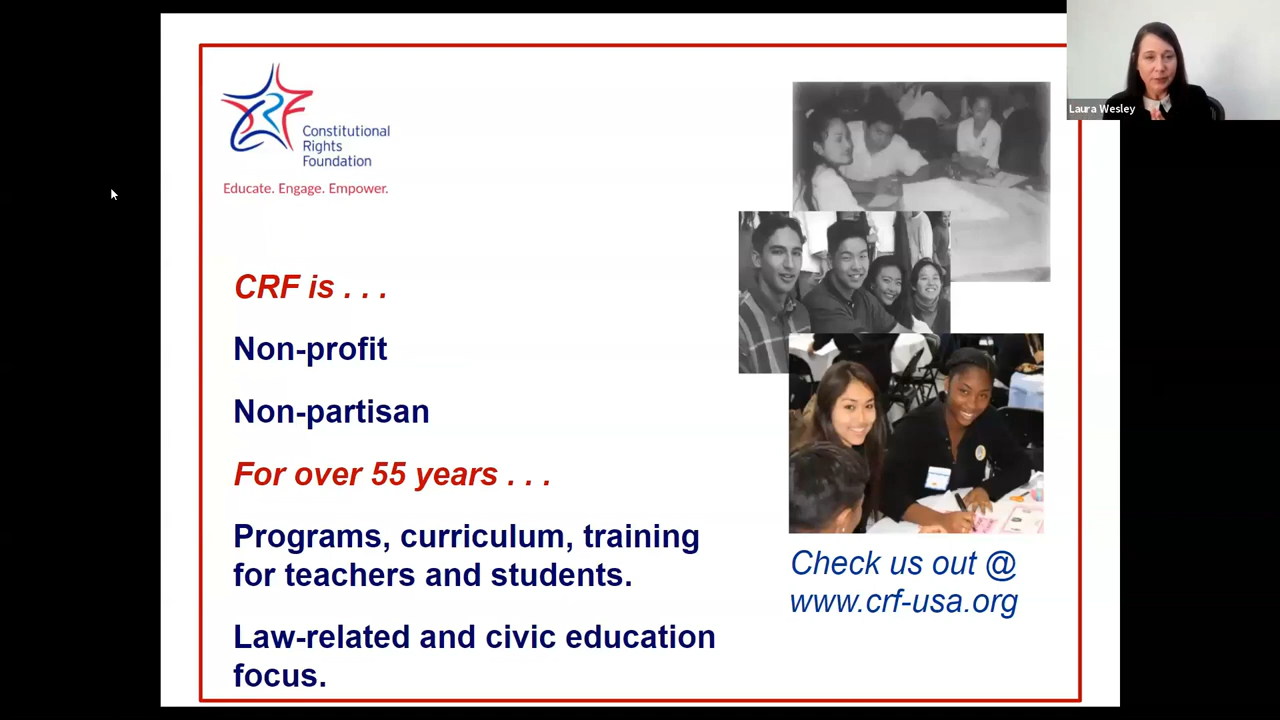 CRF
Constitutional
Rights
Foundation
Educate. Engage. Empower.
Laura Wesley
CRF is . . .
Non-profit
Non-partisan
For over 55 years . . .
Programs, curriculum, training
for teachers and students.
Law-related and civic education
focus.
Check us out @
www.crf-usa.org